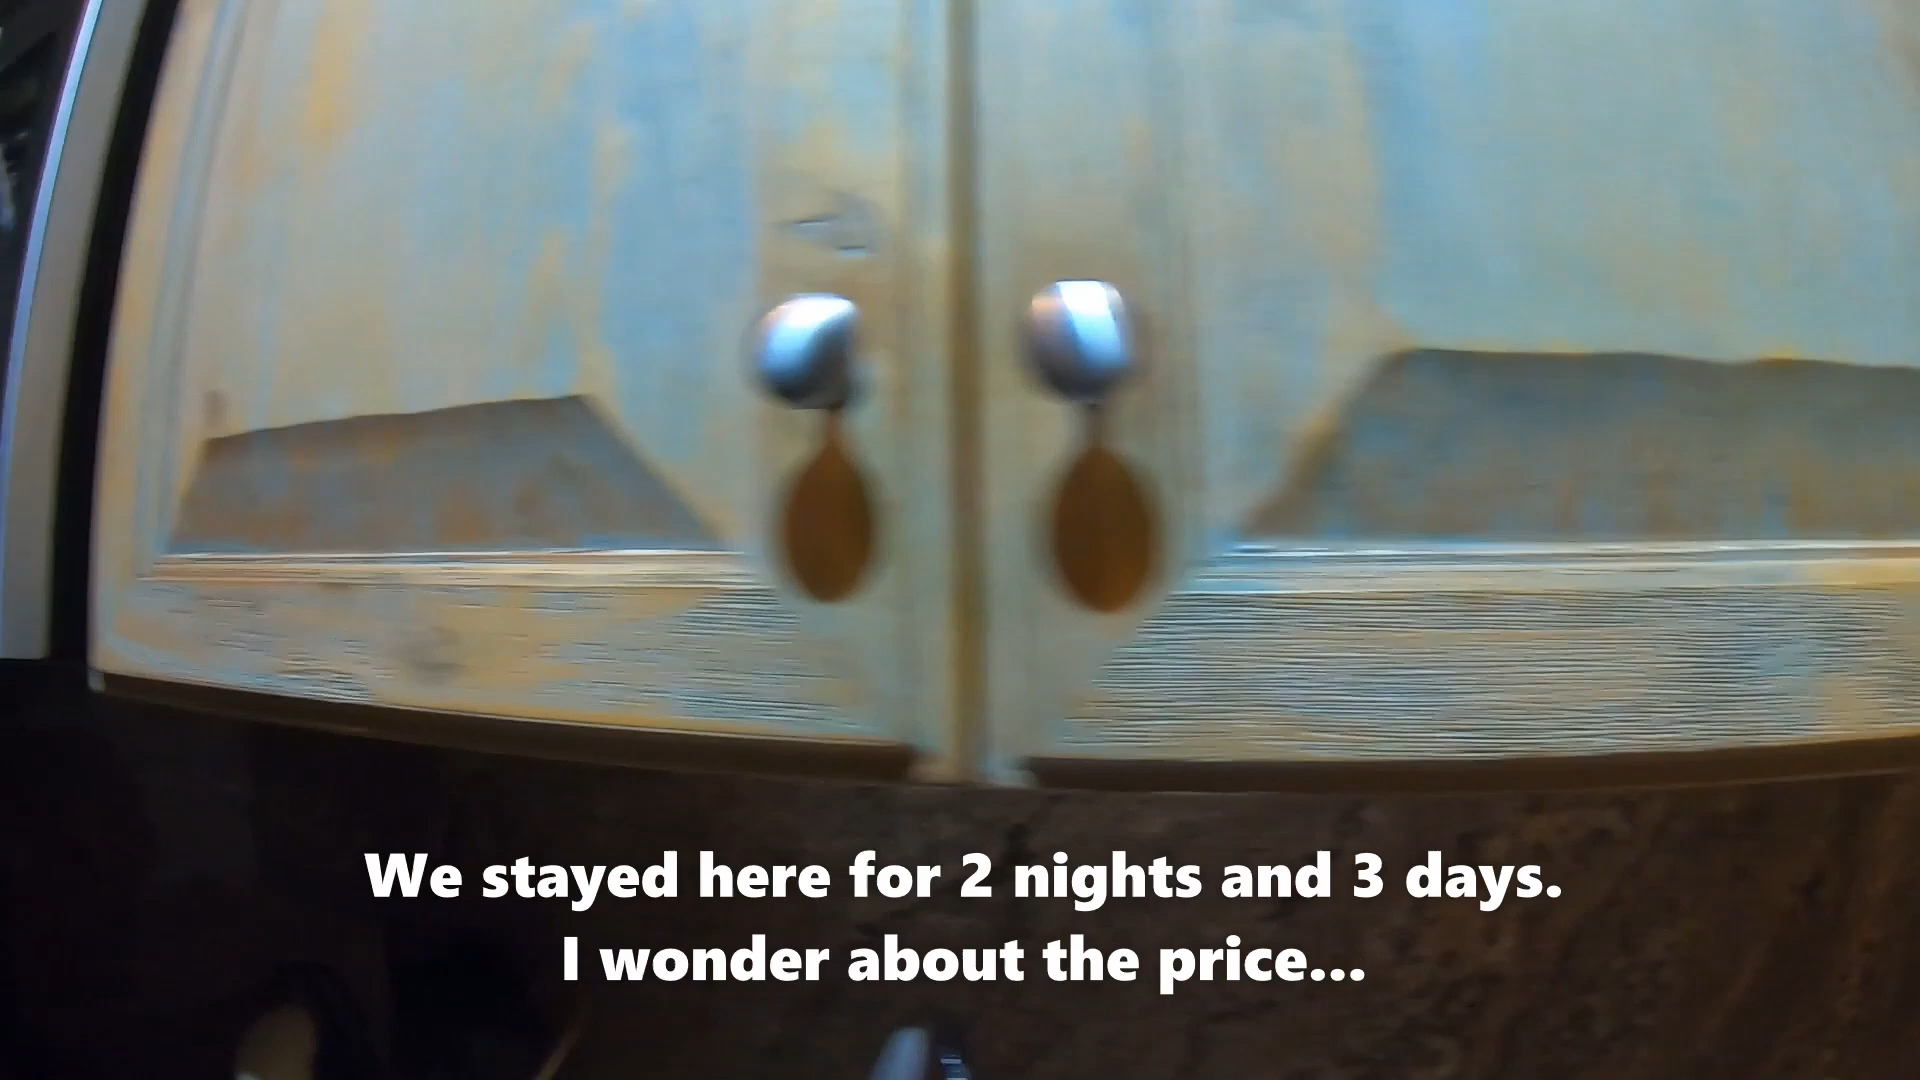 We stayed here for 2 nights and 3 days.
I wonder about the price...